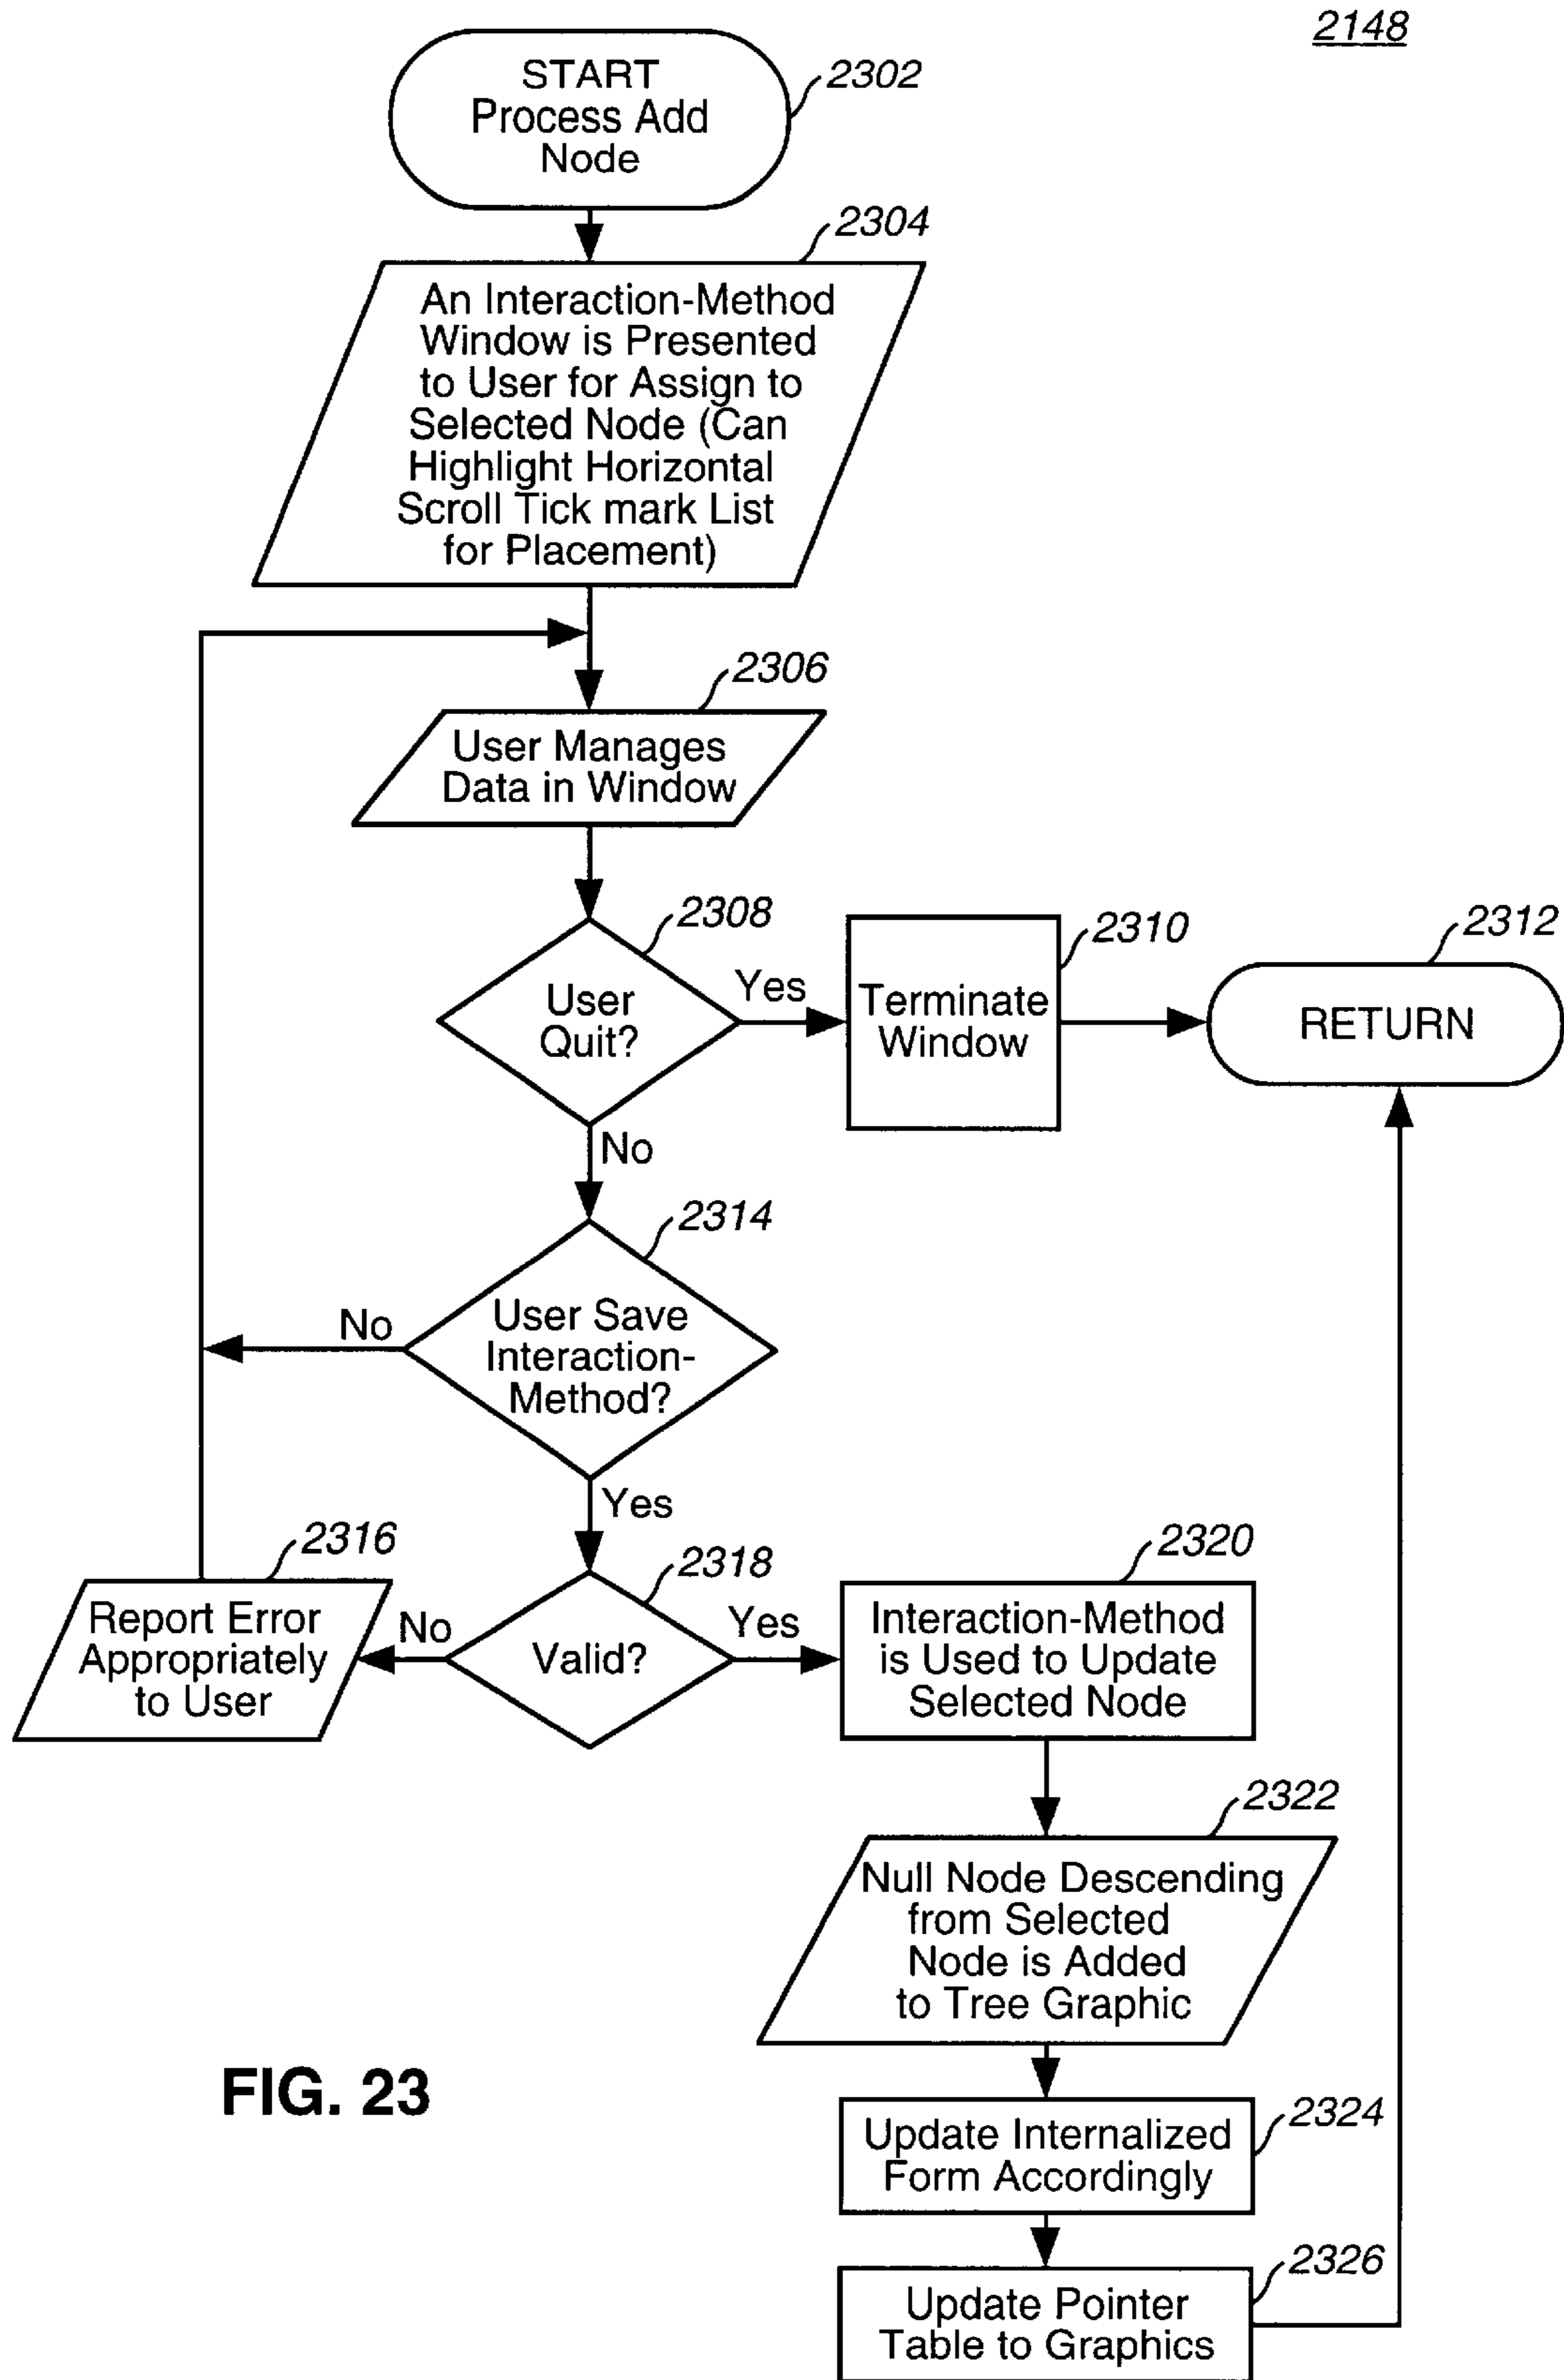 2148
START
Process Add
Node
2302
2304
An Interaction-Method
Window is Presented
to User for Assign to
Selected Node (Can
Highlight Horizontal
Scroll Tick mark List
for Placement)
2306
User Manages
Data in Window
2308
User
Quit?
Yes
2310
Terminate
Window
2312
RETURN
No
2314
User Save
Interaction-
Method?
No
Yes
2316
Report Error
Appropriately
to User
No
2318
Valid?
Yes
2320
Interaction-Method
is Used to Update
Selected Node
2322
Null Node Descending
from Selected
Node is Added
to Tree Graphic
FIG. 23
2324
Update Internalized
Form Accordingly
2326
Update Pointer
Table to Graphics